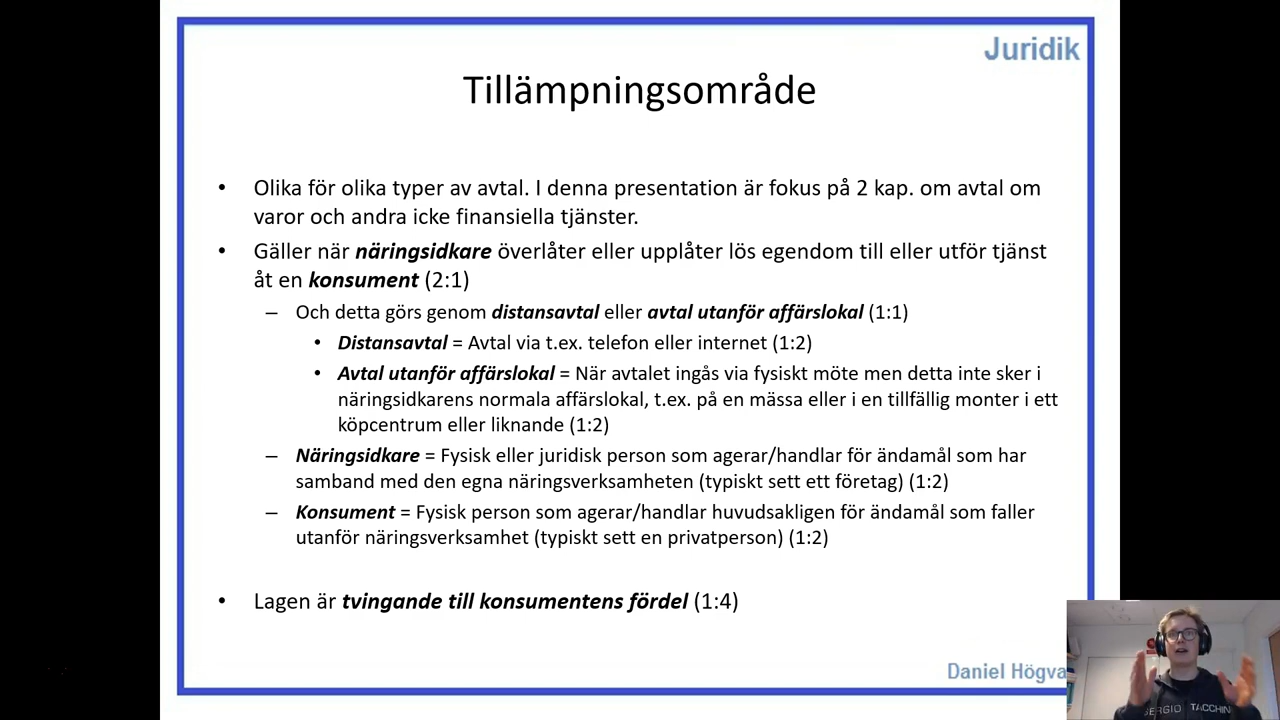 Juridik
Tillämpningsområde
• Olika för olika typer av avtal. I denna presentation är fokus på 2 kap. om avtal om
varor och andra icke finansiella tjänster.
• Gäller när näringsidkare överlåter eller upplåter lös egendom till eller utför tjänst
åt en konsument (2:1)
– Och detta görs genom distansavtal eller avtal utanför affärslokal (1:1)
• Distansavtal = Avtal via t.ex. telefon eller internet (1:2)
• Avtal utanför affärslokal = När avtalet ingås via fysiskt möte men detta inte sker i
näringsidkarens normala affärslokal, t.ex. på en mässa eller i en tillfällig monter i ett
köpcentrum eller liknande (1:2)
– Näringsidkare = Fysisk eller juridisk person som agerar/handlar för ändamål som har
samband med den egna näringsverksamheten (typiskt sett ett företag) (1:2)
– Konsument = Fysisk person som agerar/handlar huvudsakligen för ändamål som faller
utanför näringsverksamhet (typiskt sett en privatperson) (1:2)
• Lagen är tvingande till konsumentens fördel (1:4)
Daniel Högva
SERGIO TACCHIN